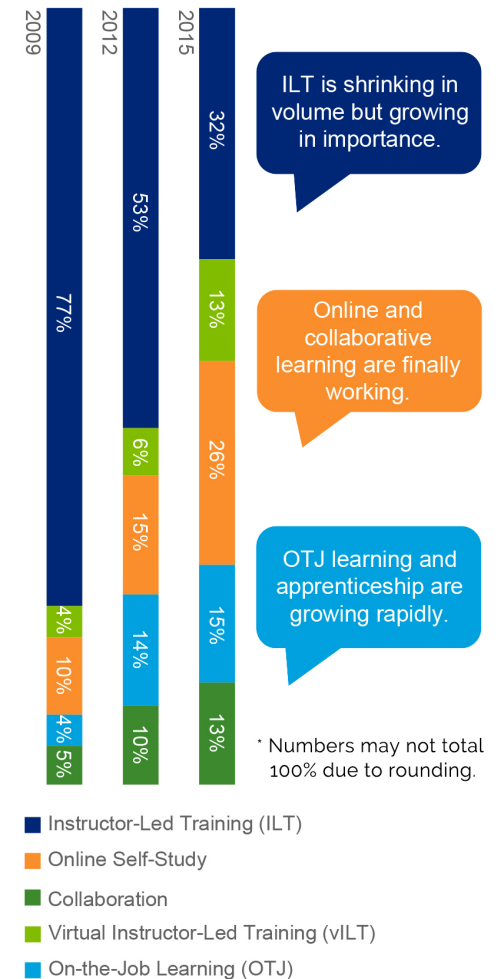 2009
77%
4%
10%
4%
5%
2012
53%
6%
15%
14%
10%
2015
32%
13%
26%
15%
13%
ILT is shrinking in
volume but growing
in importance.
Online and
collaborative
learning are finally
working.
OTJ learning and
apprenticeship are
growing rapidly.
* Numbers may not total
100% due to rounding.
Instructor-Led Training (ILT)
Online Self-Study
Collaboration
Virtual Instructor-Led Training (vILT)
On-the-Job Learning (OTJ)